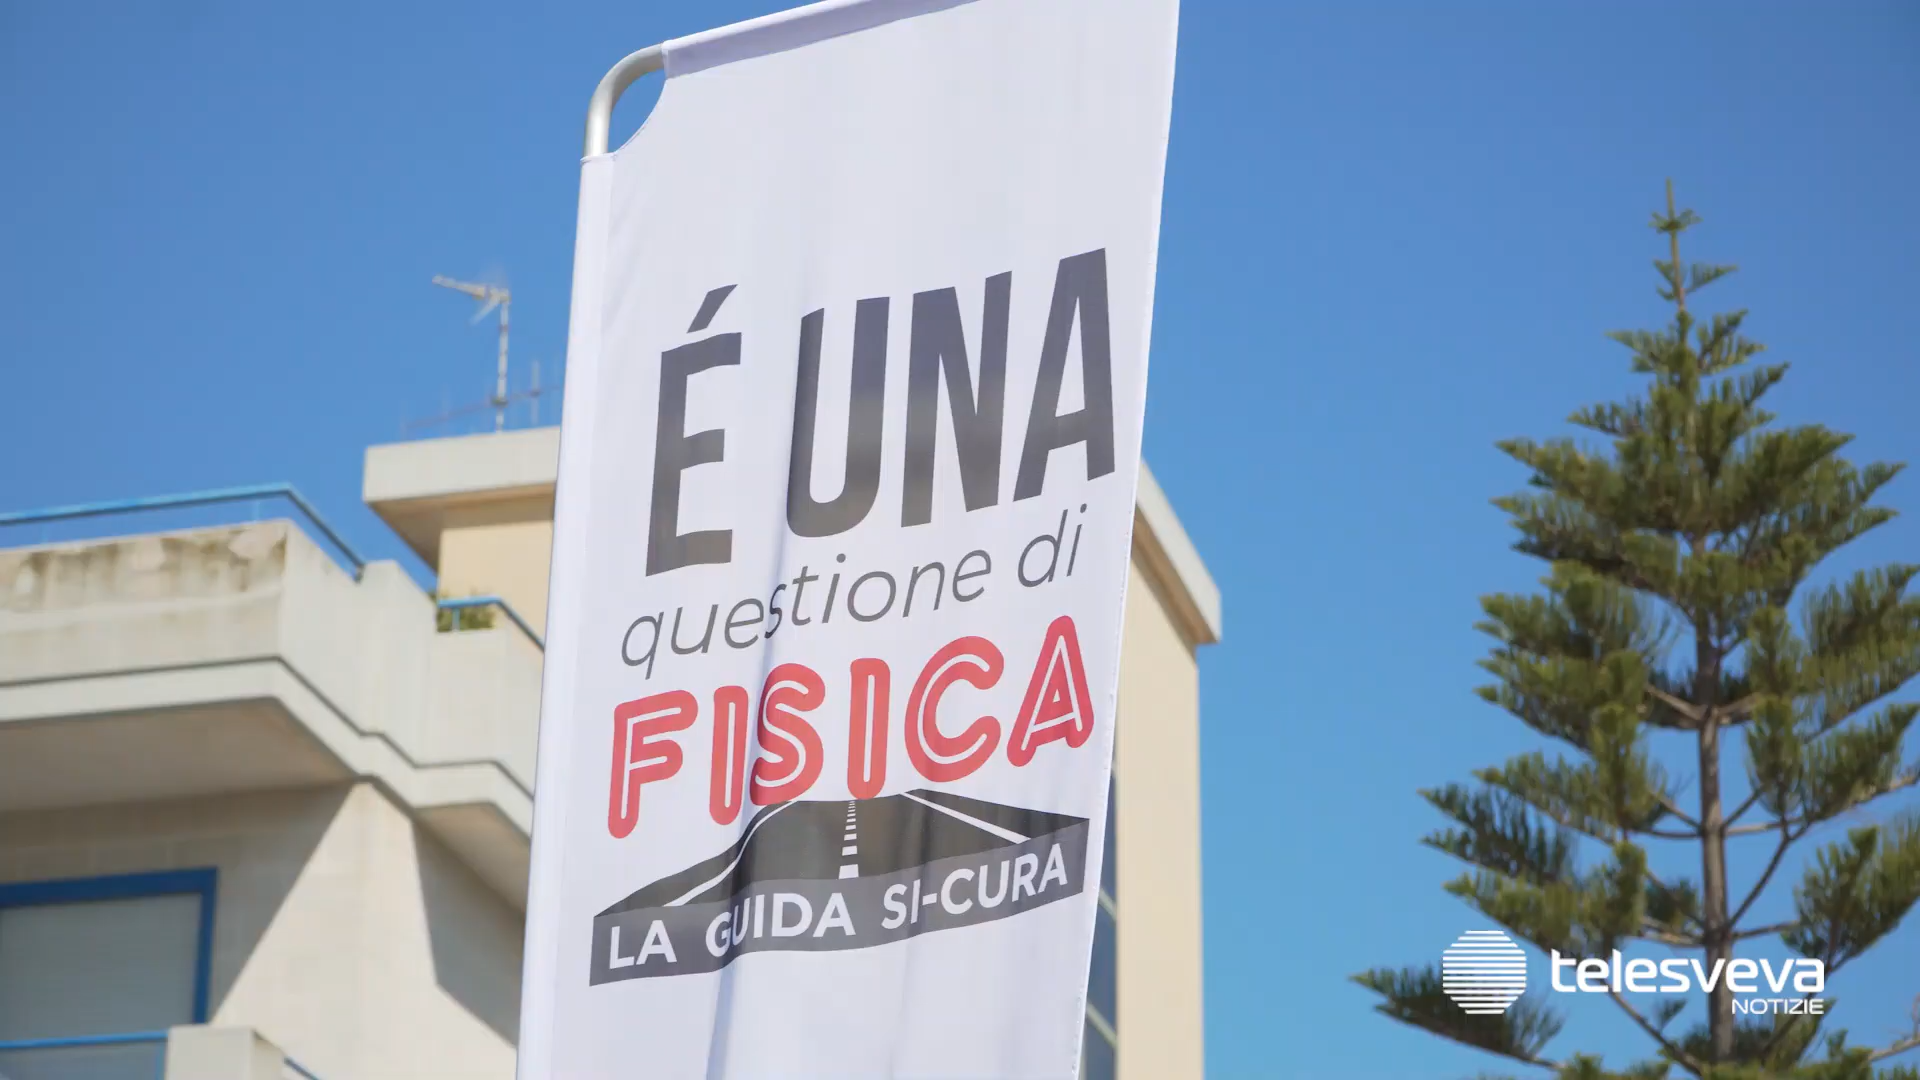 É UNA
questione di
FISICA
LA GUIDA SI-CURA
telesveva
NOTIZIE